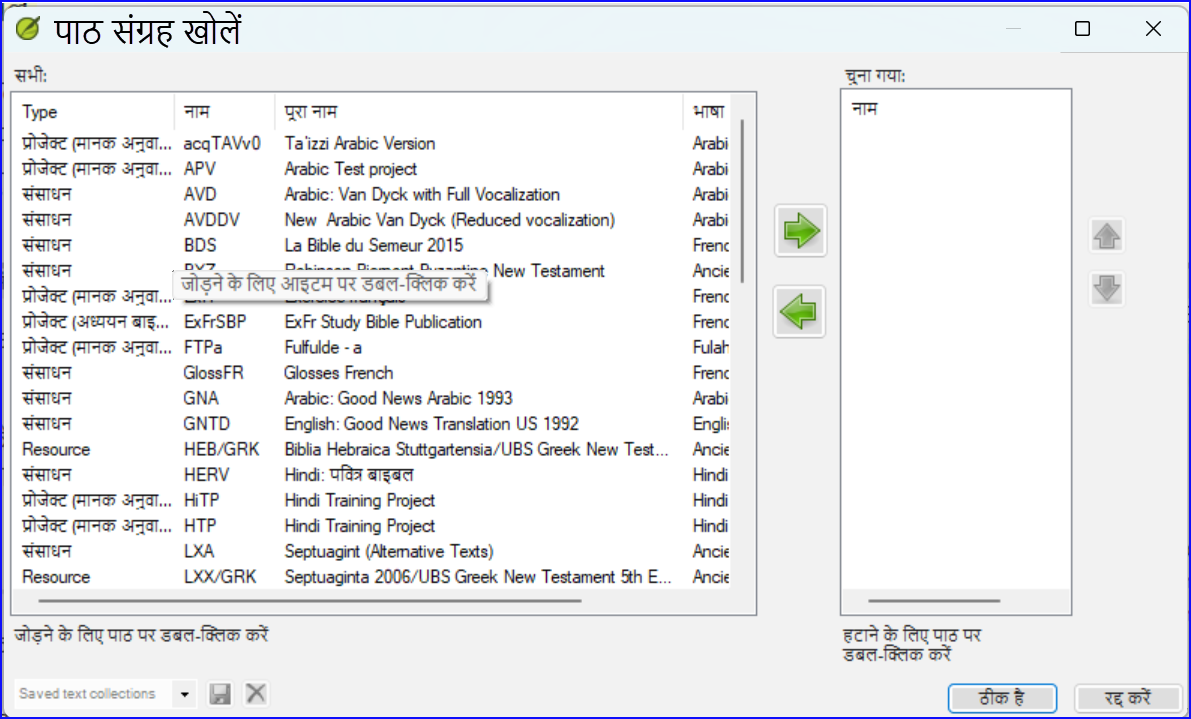 पाठ संग्रह खोलें
सभी:
Type नाम पूरा नाम भाषा
प्रोजेक्ट (मानक अनुवा... acqTAVv0 Ta'izzi Arabic Version Arabi
प्रोजेक्ट (मानक अनुवा... APV Arabic Test project Arabi
संसाधन AVD Arabic: Van Dyck with Full Vocalization Arabi
संसाधन AVDDV New Arabic Van Dyck (Reduced vocalization) Arabi
संसाधन BDS La Bible du Semeur 2015 Frenc
संसाधन New Testament Ancie
जोड़ने के लिए आइटम पर डबल-क्लिक करें
प्रोजेक्ट (मानक अनुवा... Frenc
प्रोजेक्ट (अध्ययन बाइ... ExFrSBP ExFr Study Bible Publication Frenc
प्रोजेक्ट (मानक अनुवा... FTPa Fulfulde - a Fulah
संसाधन GlossFR Glosses French Frenc
संसाधन GNA Arabic: Good News Arabic 1993 Arabi
संसाधन GNTD English: Good News Translation US 1992 Englis
Resource HEB/GRK Biblia Hebraica Stuttgartensia/UBS Greek New Test... Ancie
संसाधन HERV Hindi: पवित्र बाइबल Hindi
प्रोजेक्ट (मानक अनुवा... HiTP Hindi Training Project Hindi
प्रोजेक्ट (मानक अनुवा... HTP Hindi Training Project Hindi
संसाधन LXA Septuagint (Alternative Texts) Ancie
Resource LXX/GRK Septuaginta 2006/UBS Greek New Testament 5th E... Ancie
जोड़ने के लिए पाठ पर डबल-क्लिक करें
चुना गया:
नाम
हटाने के लिए पाठ पर
डबल-क्लिक करें
Saved text collections
ठीक है
रद्द करें